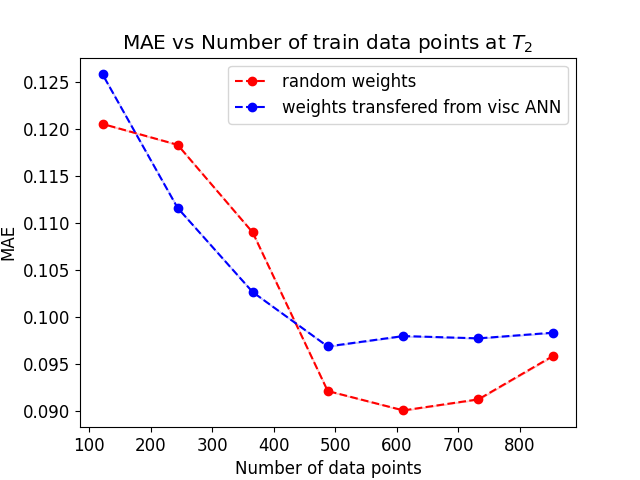 MAE vs Number of train data points at T₂
random weights
weights transfered from visc ANN
MAE
0.125
0.120
0.115
0.110
0.105
0.100
0.095
0.090
100 200 300 400 500 600 700 800
Number of data points